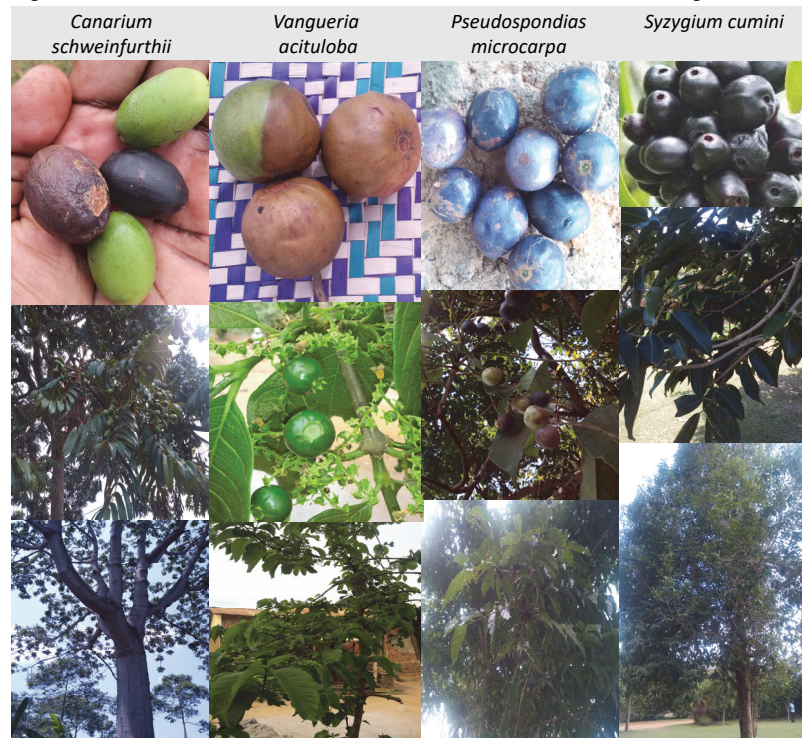 Canarium schweinfurthii
Vangueria acituloba
Pseudospondias microcarpa
Syzygium cumini